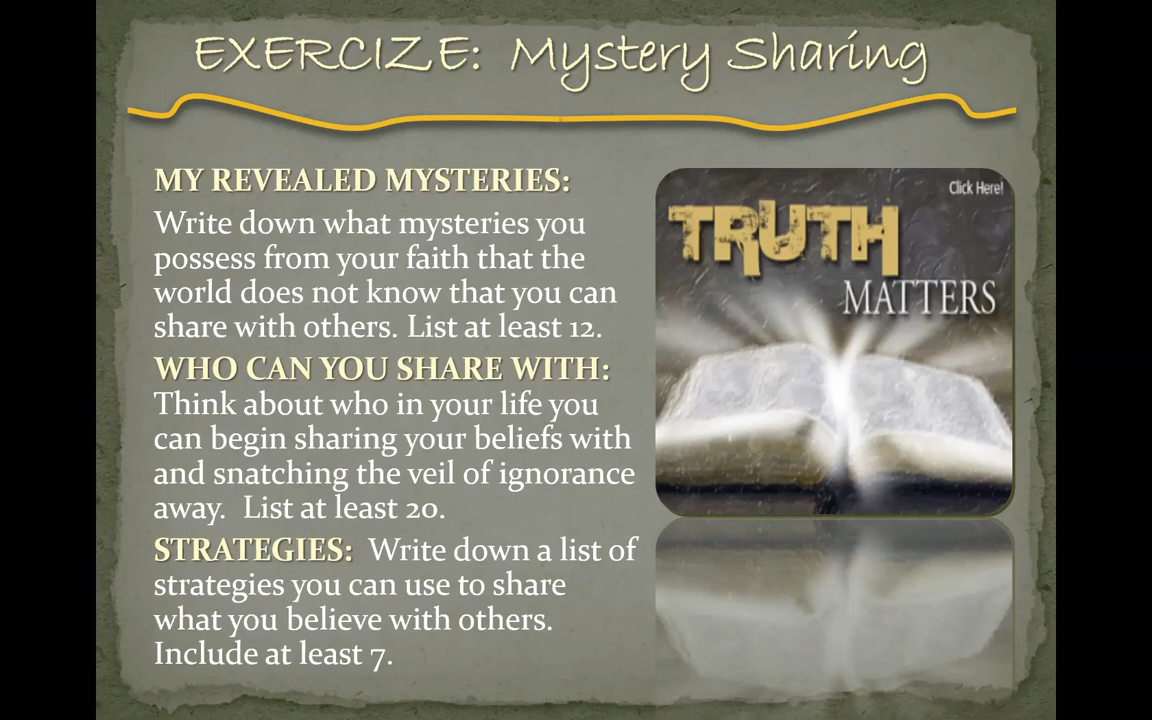 EXERCIZE: Mystery Sharing
MY REVEALED MYSTERIES:
Write down what mysteries you
possess from your faith that the
world does not know that you can
share with others. List at least 12.
WHO CAN YOU SHARE WITH:
Think about who in your life you
can begin sharing your beliefs with
and snatching the veil of ignorance
away. List at least 20.
STRATEGIES: Write down a list of
strategies you can use to share
what you believe with others.
Include at least 7.
Click Here!
TRUTH
MATTERS